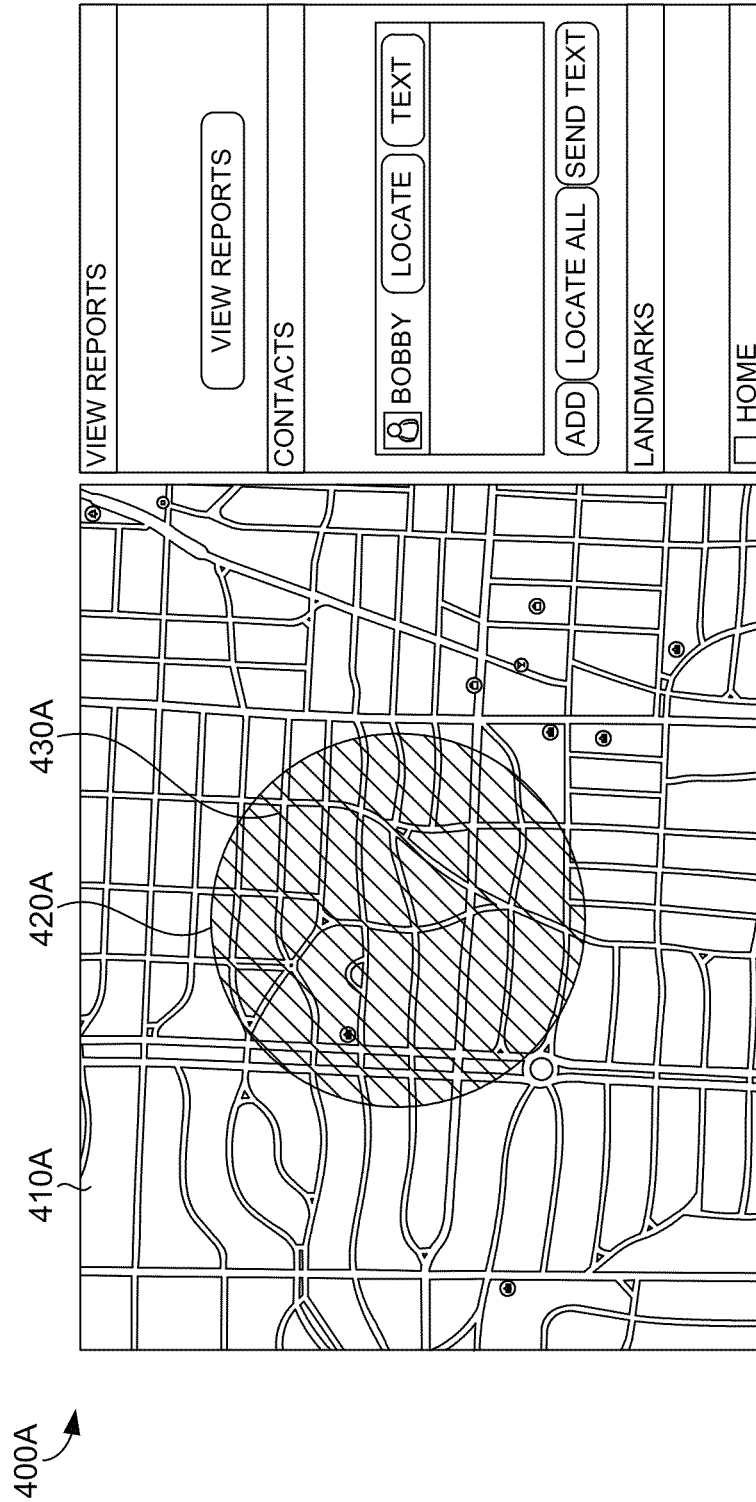 400A
410A
420A
430A
VIEW REPORTS
VIEW REPORTS
CONTACTS
BOBBY LOCATE TEXT
ADD LOCATE ALL SEND TEXT
LANDMARKS
HOME